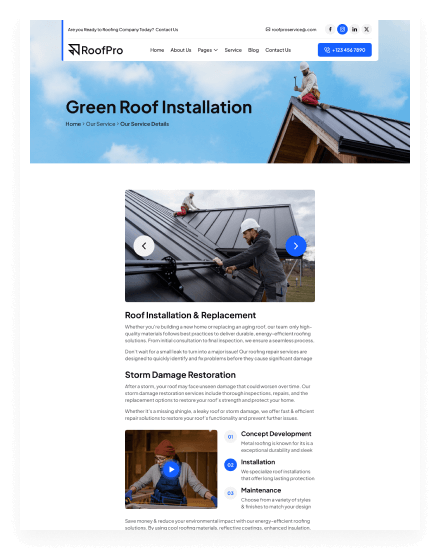 Are you Ready to Roofing Company Today? Contact Us
roofproservice@.com
RoofPro
Home
About Us
Pages
Service
Blog
Contact Us
+123 456 7890
Green Roof Installation
Home > Our Service > Our Service Details
Roof Installation & Replacement
Whether you're building a new home or replacing an aging roof, our team only high-
quality materials follows best practices to deliver durable, energy-efficient roofing
solutions. From initial consultation to final inspection, we ensure a seamless process.
Don't wait for a small leak to turn into a major issue! Our roofing repair services are
designed to quickly identify and fix problems before they cause significant damage
Storm Damage Restoration
After a storm, your roof may face unseen damage that could worsen over time. Our
storm damage restoration services include thorough inspections, repairs, and the
replacement options to restore your roof's strength and protect your home.
Whether it's a missing shingle, a leaky roof or storm damage, we offer fast & efficient
repair solutions to restore your roof's functionality and prevent further issues.
01
Concept Development
Metal roofing is known for its is a
exceptional durability and sleek
02
Installation
We specialize roof installations
that offer long lasting protection
03
Maintenance
Choose from a variety of styles
& finishes to match your design
Save money & reduce your environmental impact with our energy-efficient roofing
solutions. By using cool roofing materials, reflective coatings, enhanced insulation,